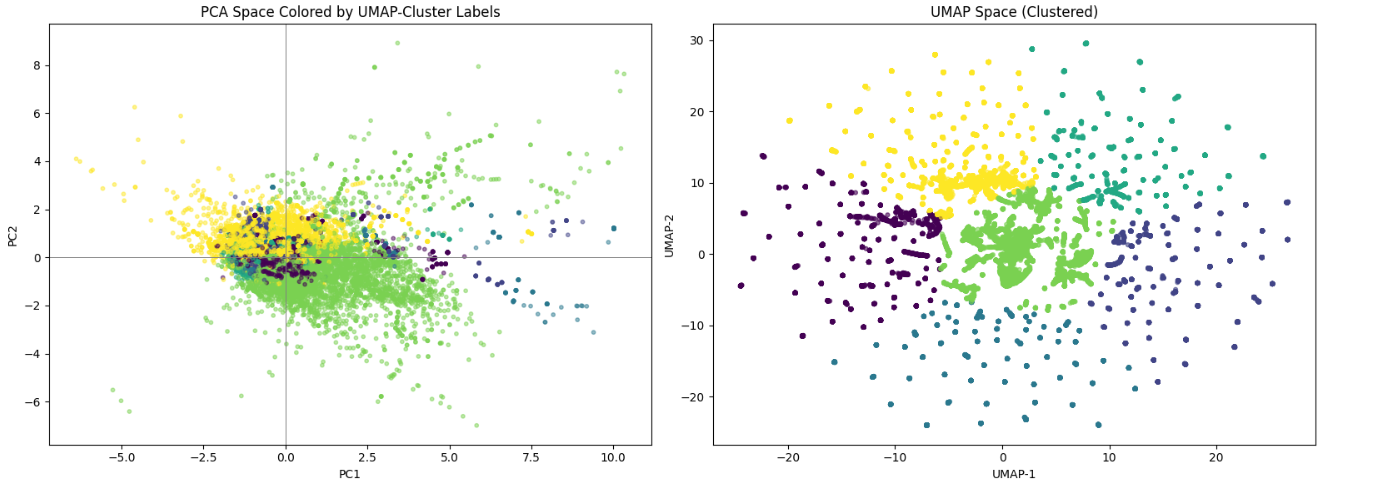 PCA Space Colored by UMAP-Cluster Labels
8
6
4
2
0
−2
−4
−6
PC2
−5.0 −2.5 0.0 2.5 5.0 7.5 10.0
PC1
UMAP Space (Clustered)
30
20
10
0
−10
−20
UMAP-2
−20 −10 0 10 20
UMAP-1